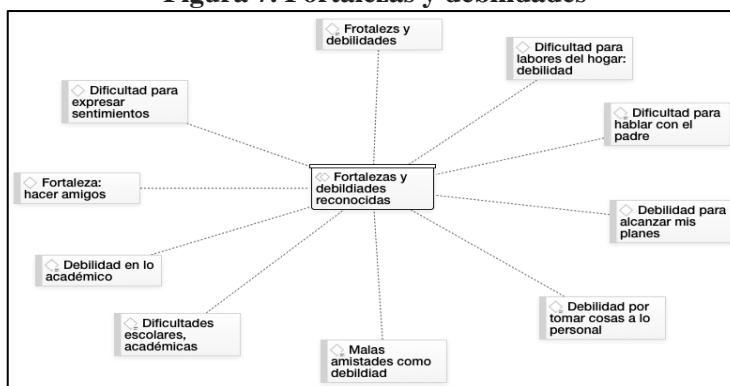 Figura 7. Fortalezas y debilidades
Frotalezs y
debilidades
Dificultad para
labores del hogar:
debilidad
Dificultad para
expresar
sentimientos
Dificultad para
hablar con el
padre
Fortalezas y
debildiades
reconocidas
Fortaleza:
hacer amigos
Debilidad para
alcanzar mis
planes
Debilidad en lo
académico
Debilidad por
tomar cosas a lo
personal
Dificultades
escolares,
académicas
Malas
amistades como
debildiad